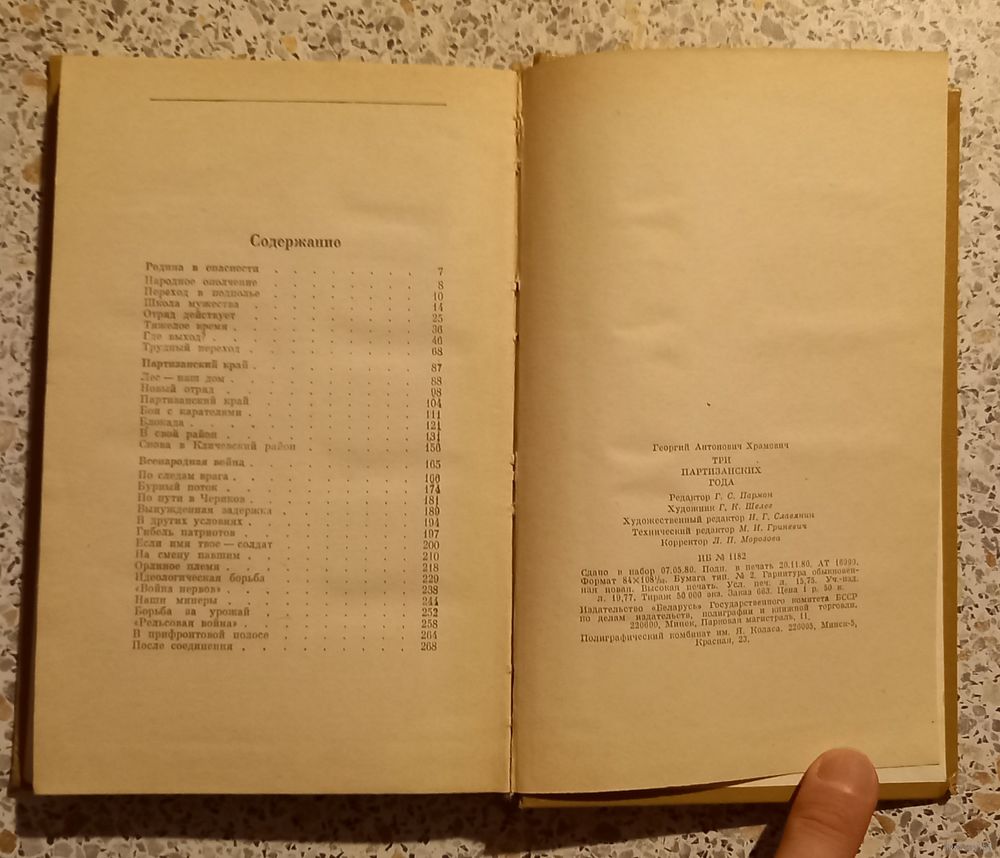 Содержание
Родина в опасности . . . . . . . . 7
Народное ополчение . . . . . . . . 8
Переход в подполье . . . . . . . . 10
Школа мужества . . . . . . . . 14
Отряд действует . . . . . . . . 25
Тяжелое время . . . . . . . . 36
Где выход? . . . . . . . . 46
Трудный переход . . . . . . . . 68
Партизанский край . . . . . . . . 87
Лес — наш дом . . . . . . . . 88
Новый отряд . . . . . . . . 98
Партизанский край . . . . . . . . 104
Бои с карателями . . . . . . . . 111
Блокада . . . . . . . . 121
В свой район . . . . . . . . 131
Снова в Кличевский район . . . . . . 150
Всенародная война . . . . . . . . 165
По следам врага . . . . . . . . 166
Бурный поток . . . . . . . . 174
По пути в Чериков . . . . . . . . 181
Вынужденная задержка . . . . . . . . 189
В других условиях . . . . . . . . 194
Гибель патриотов . . . . . . . . 197
Если имя твое — солдат . . . . . . . . 200
На смену павшим . . . . . . . . 210
Орлиное племя . . . . . . . . 218
Идеологическая борьба . . . . . . . . 229
«Война нервов» . . . . . . . . 238
Наши минеры . . . . . . . . 244
Борьба за урожай . . . . . . . . 252
«Рельсовая война» . . . . . . . . 258
В прифронтовой полосе . . . . . . . . 264
После соединения . . . . . . . . 268
Георгий Антонович Храмович
ТРИ
ПАРТИЗАНСКИХ
ГОДА
Редактор Г. С. Пармон
Художник Г. К. Шелег
Художественный редактор И. Г. Славянин
Технический редактор М. И. Гриневич
Корректор Л. П. Морозова
ИБ № 1182
Сдано в набор 07.05.80. Подп. в печать 20.11.80. АТ 16999.
Формат 84×108¹/₃₂. Бумага тип. № 2. Гарнитура обыкновен-
ная новая. Высокая печать. Усл. печ. л. 15,75. Уч.-изд.
л. 19,77. Тираж 50 000 экз. Заказ 663. Цена 1 р. 50 к.
Издательство «Беларусь» Государственного комитета БССР
по делам издательств, полиграфии и книжной торговли.
220600, Минск, Парковая магистраль, 11.
Полиграфический комбинат им. Я. Коласа. 220005, Минск-5,
Красная, 23.